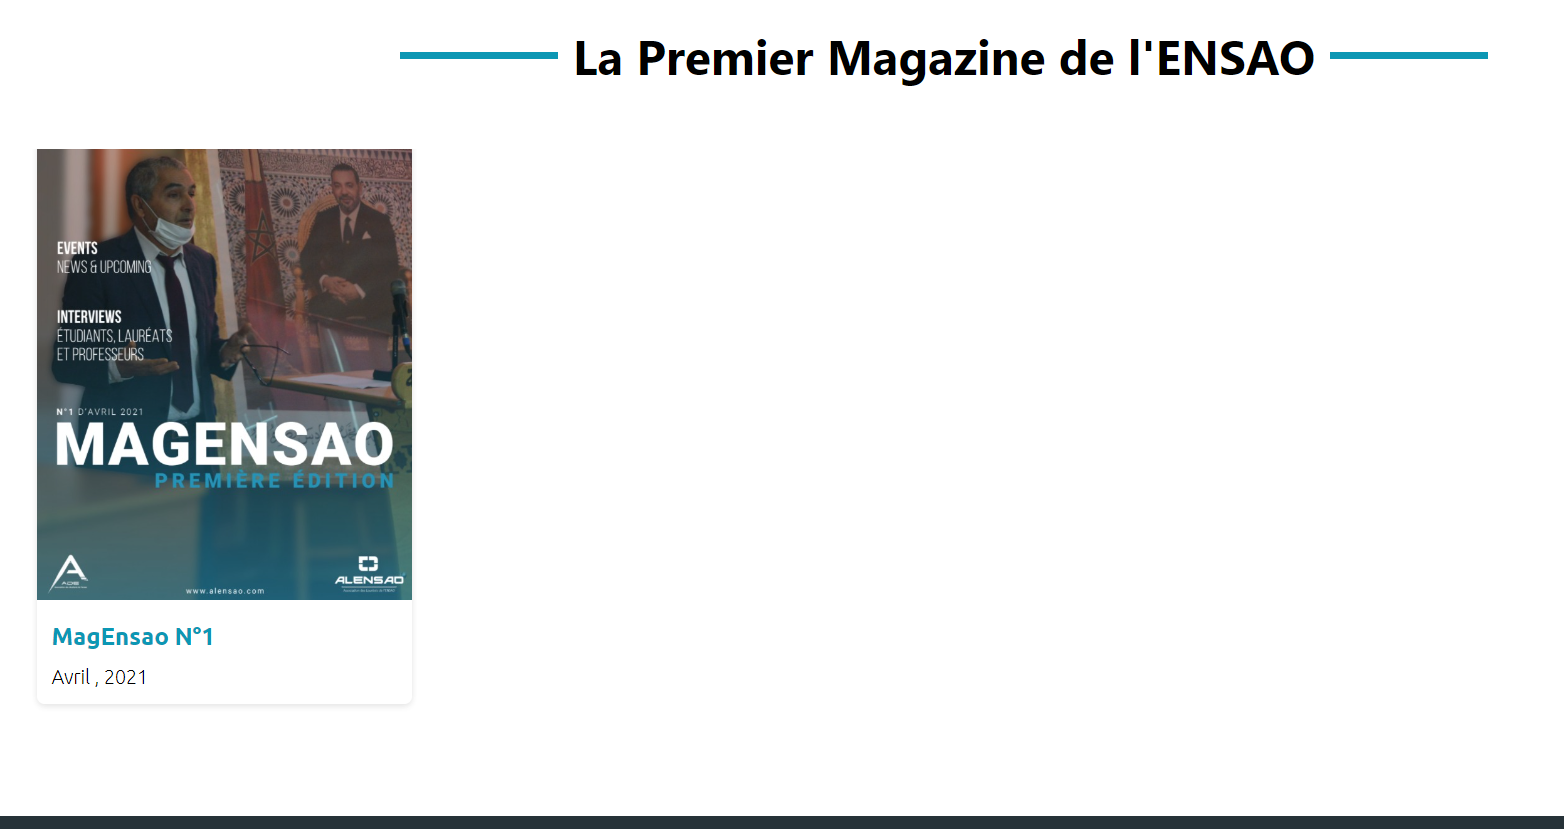 La Premier Magazine de l'ENSAO
EVENTS
NEWS & UPCOMING
INTERVIEWS
ÉTUDIANTS, LAURÉATS
ET PROFESSEURS
N°1 D'AVRIL 2021
MAGENSAO
PREMIÈRE ÉDITION
ALENSAO
www.alensao.com
MagEnsao N°1
Avril , 2021